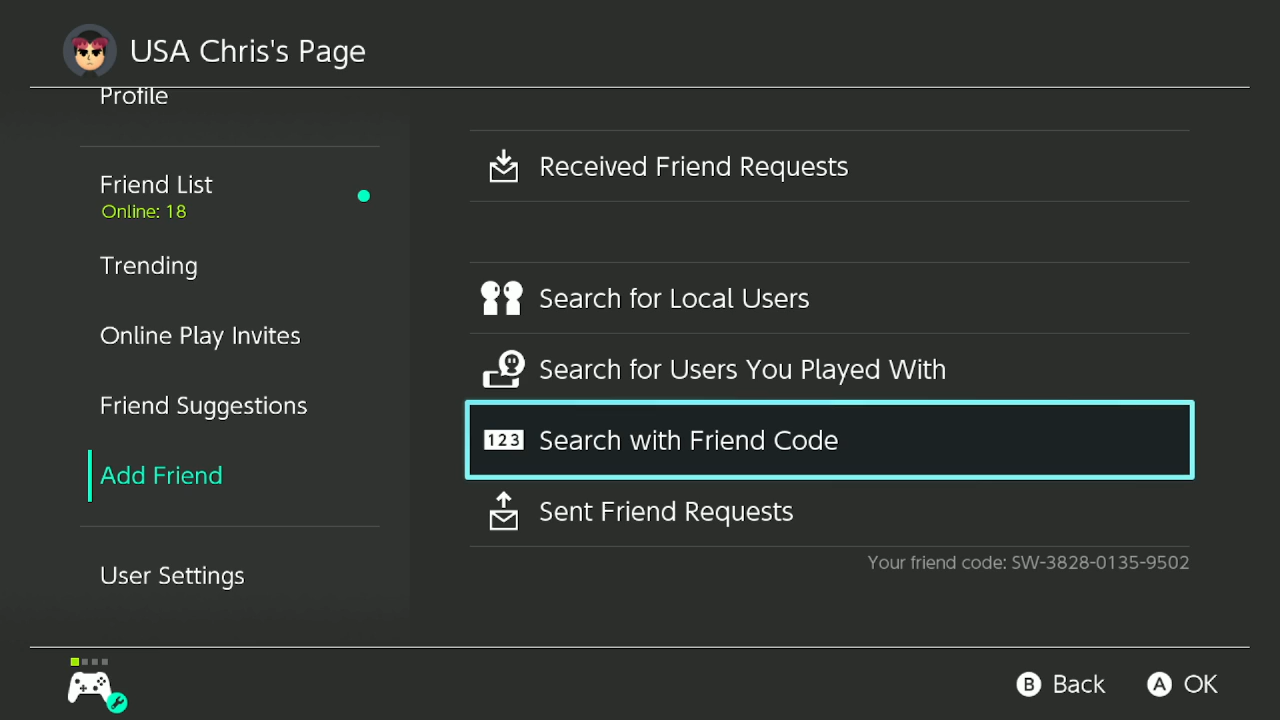 USA Chris's Page
Profile
Friend List
Online: 18
Trending
Online Play Invites
Friend Suggestions
Add Friend
User Settings
Received Friend Requests
Search for Local Users
Search for Users You Played With
123 Search with Friend Code
Sent Friend Requests
Your friend code: SW-3828-0135-9502
B Back A OK